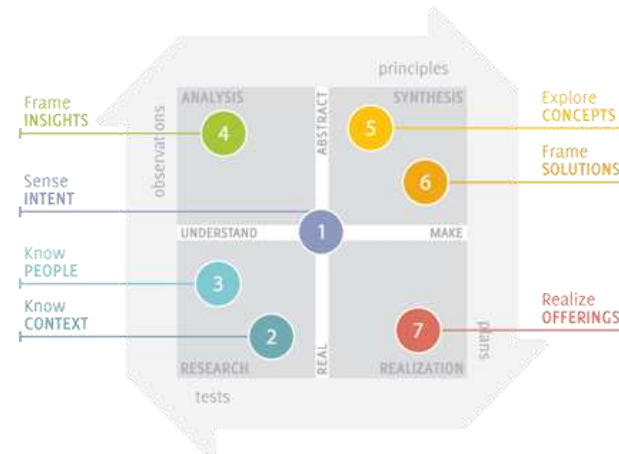 principles
ANALYSIS
SYNTHESIS
Frame
INSIGHTS
4
ABSTRACT
5
Explore
CONCEPTS
observations
Frame
SOLUTIONS
6
Sense
INTENT
UNDERSTAND
1
MAKE
Know
PEOPLE
3
Know
CONTEXT
2
REAL
7
Realize
OFFERINGS
plans
RESEARCH
REALIZATION
tests